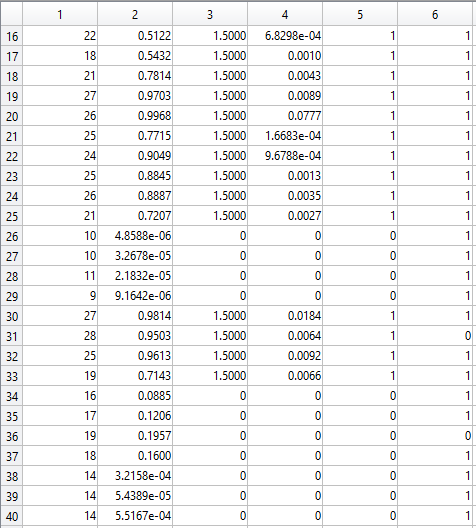 1 2 3 4 5 6
16 22 0.5122 1.5000 6.8298e-04 1 1
17 18 0.5432 1.5000 0.0010 1 1
18 21 0.7814 1.5000 0.0043 1 1
19 27 0.9703 1.5000 0.0089 1 1
20 26 0.9968 1.5000 0.0777 1 1
21 25 0.7715 1.5000 1.6683e-04 1 1
22 24 0.9049 1.5000 9.6788e-04 1 1
23 25 0.8845 1.5000 0.0013 1 1
24 26 0.8887 1.5000 0.0035 1 1
25 21 0.7207 1.5000 0.0027 1 1
26 10 4.8588e-06 0 0 0 1
27 10 3.2678e-05 0 0 0 1
28 11 2.1832e-05 0 0 0 1
29 9 9.1642e-06 0 0 0 1
30 27 0.9814 1.5000 0.0184 1 1
31 28 0.9503 1.5000 0.0064 1 0
32 25 0.9613 1.5000 0.0092 1 1
33 19 0.7143 1.5000 0.0066 1 1
34 16 0.0885 0 0 0 1
35 17 0.1206 0 0 0 1
36 19 0.1957 0 0 0 0
37 18 0.1600 0 0 0 1
38 14 3.2158e-04 0 0 0 1
39 14 5.4389e-05 0 0 0 1
40 14 5.5167e-04 0 0 0 1